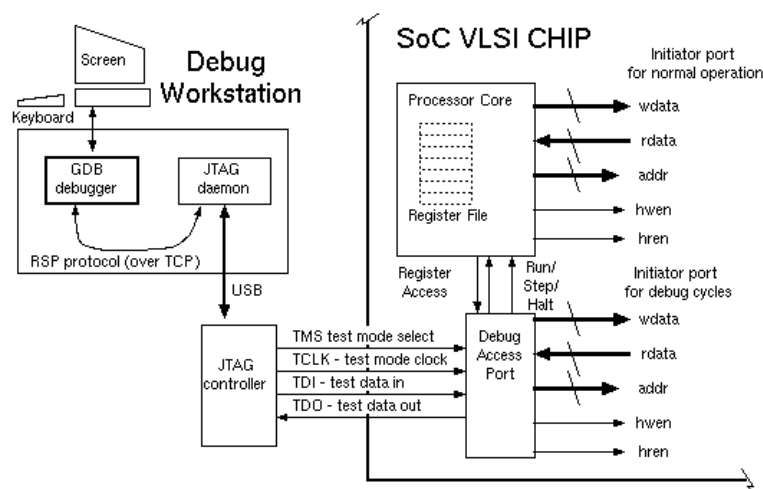 Debug
Workstation
Screen
Keyboard
GDB
debugger
JTAG
daemon
RSP protocol (over TCP)
USB
JTAG
controller
TMS test mode select
TCLK - test mode clock
TDI - test data in
TDO - test data out
SoC VLSI CHIP
Processor Core
Register File
Register
Access
Run/
Step/
Halt
Debug
Access
Port
Initiator port
for normal operation
wdata
rdata
addr
hwen
hren
Initiator port
for debug cycles
wdata
rdata
addr
hwen
hren